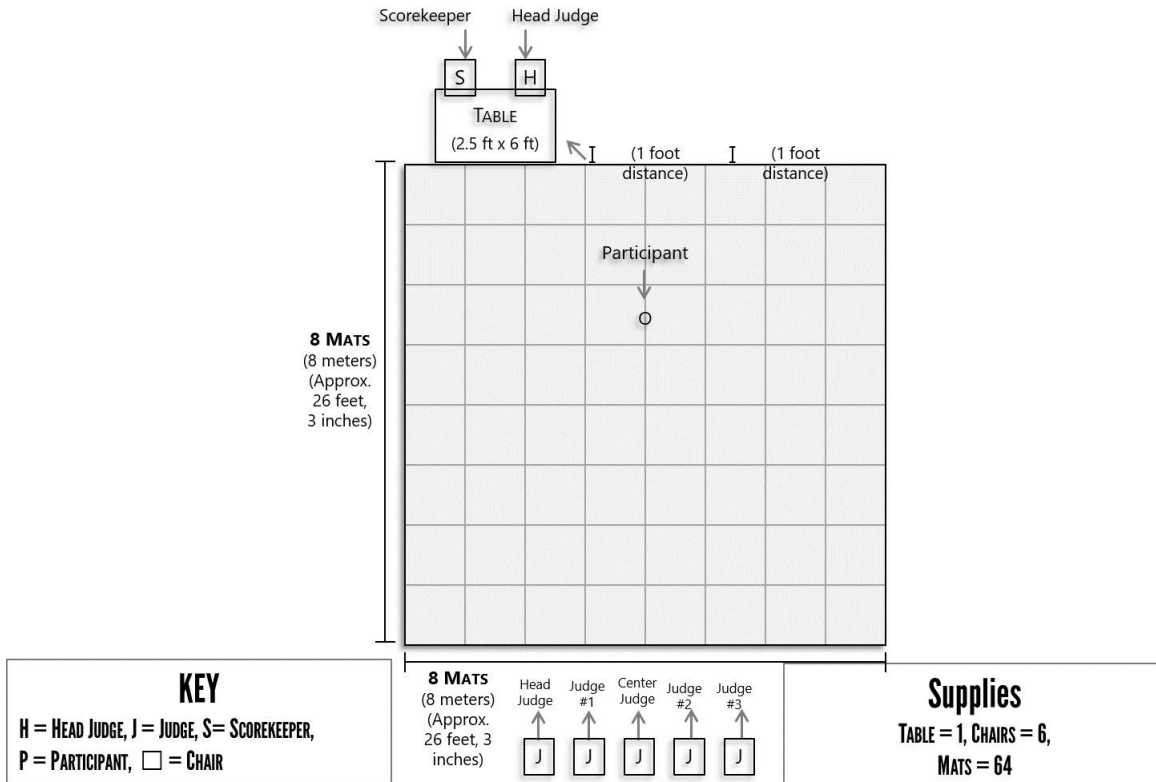 Scorekeeper
Head Judge
S
H
TABLE
(2.5 ft x 6 ft)
I
(1 foot
distance)
I
(1 foot
distance)
Participant
O
8 MATS
(8 meters)
(Approx.
26 feet,
3 inches)
8 MATS
(8 meters)
(Approx.
26 feet, 3
inches)
Head
Judge
Judge
#1
Center
Judge
Judge
#2
Judge
#3
J
J
J
J
J
KEY
H = HEAD JUDGE, J = JUDGE, S= SCOREKEEPER,
P = PARTICIPANT, □ = CHAIR
Supplies
TABLE = 1, CHAIRS = 6,
MATS = 64